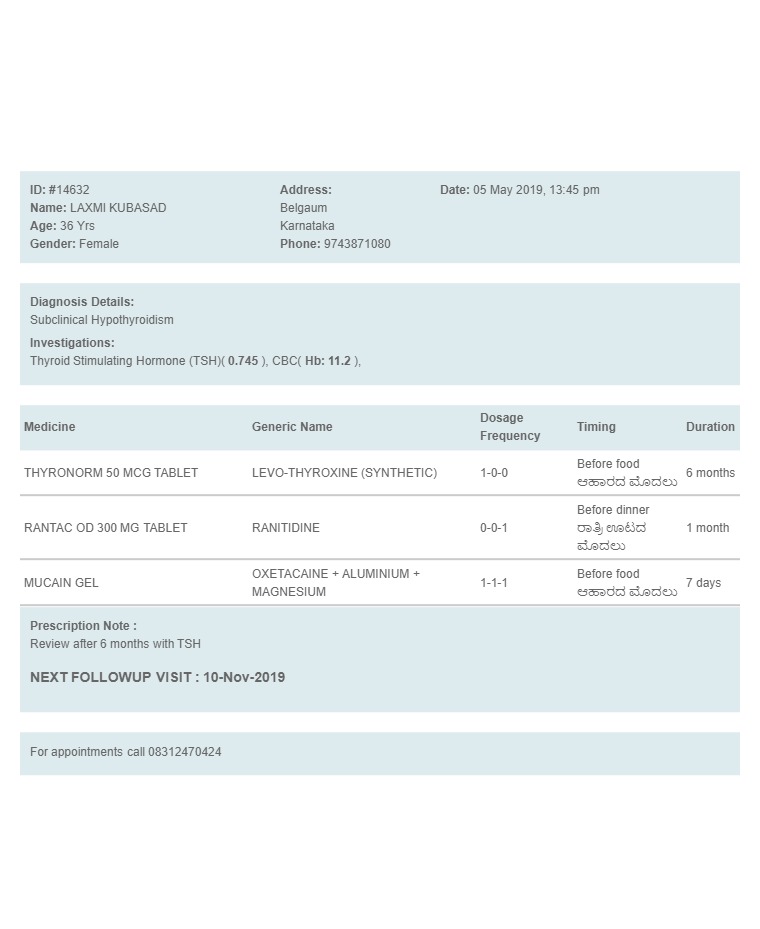 ID: #14632
Name: LAXMI KUBASAD
Age: 36 Yrs
Gender: Female
Address:
Belgaum
Karnataka
Phone: 9743871080
Date: 05 May 2019, 13:45 pm
Diagnosis Details:
Subclinical Hypothyroidism
Investigations:
Thyroid Stimulating Hormone (TSH)( 0.745 ), CBC( Hb: 11.2 ),
Medicine Generic Name Dosage Frequency Timing Duration
THYRONORM 50 MCG TABLET LEVO-THYROXINE (SYNTHETIC) 1-0-0 Before food 6 months
ಆಹಾರದ ಮೊದಲು
RANTAC OD 300 MG TABLET RANITIDINE 0-0-1 Before dinner 1 month
ರಾತ್ರಿ ಊಟದ
ಮೊದಲು
MUCAIN GEL OXETACAINE + ALUMINIUM + MAGNESIUM 1-1-1 Before food 7 days
ಆಹಾರದ ಮೊದಲು
Prescription Note :
Review after 6 months with TSH
NEXT FOLLOWUP VISIT : 10-Nov-2019
For appointments call 08312470424